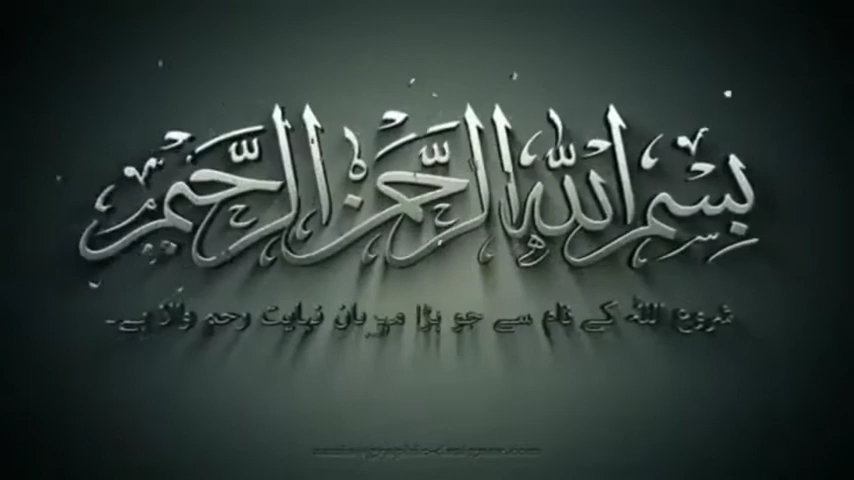 بسم الله الرحمن الرحيم
شروع اللہ کے نام سے جو بڑا مہربان نہایت رحم والا ہے۔